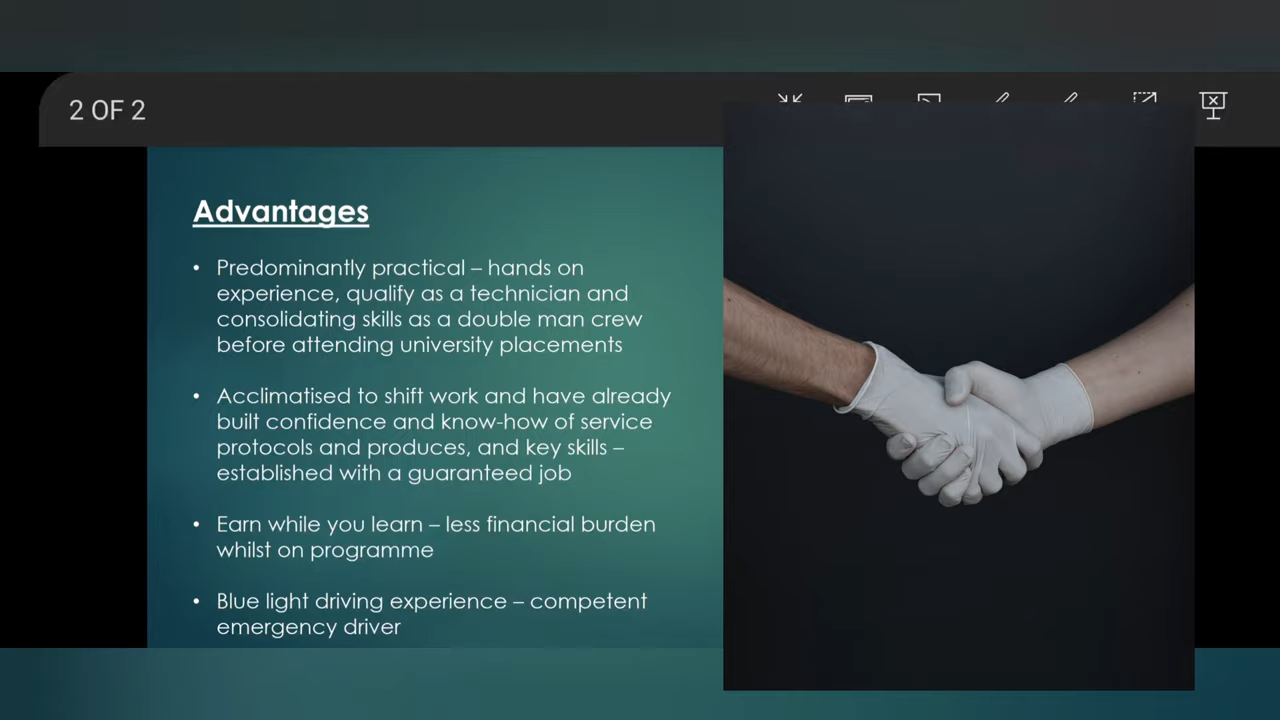 2 OF 2
Advantages
• Predominantly practical – hands on
experience, qualify as a technician and
consolidating skills as a double man crew
before attending university placements
• Acclimatised to shift work and have already
built confidence and know-how of service
protocols and produces, and key skills –
established with a guaranteed job
• Earn while you learn – less financial burden
whilst on programme
• Blue light driving experience – competent
emergency driver